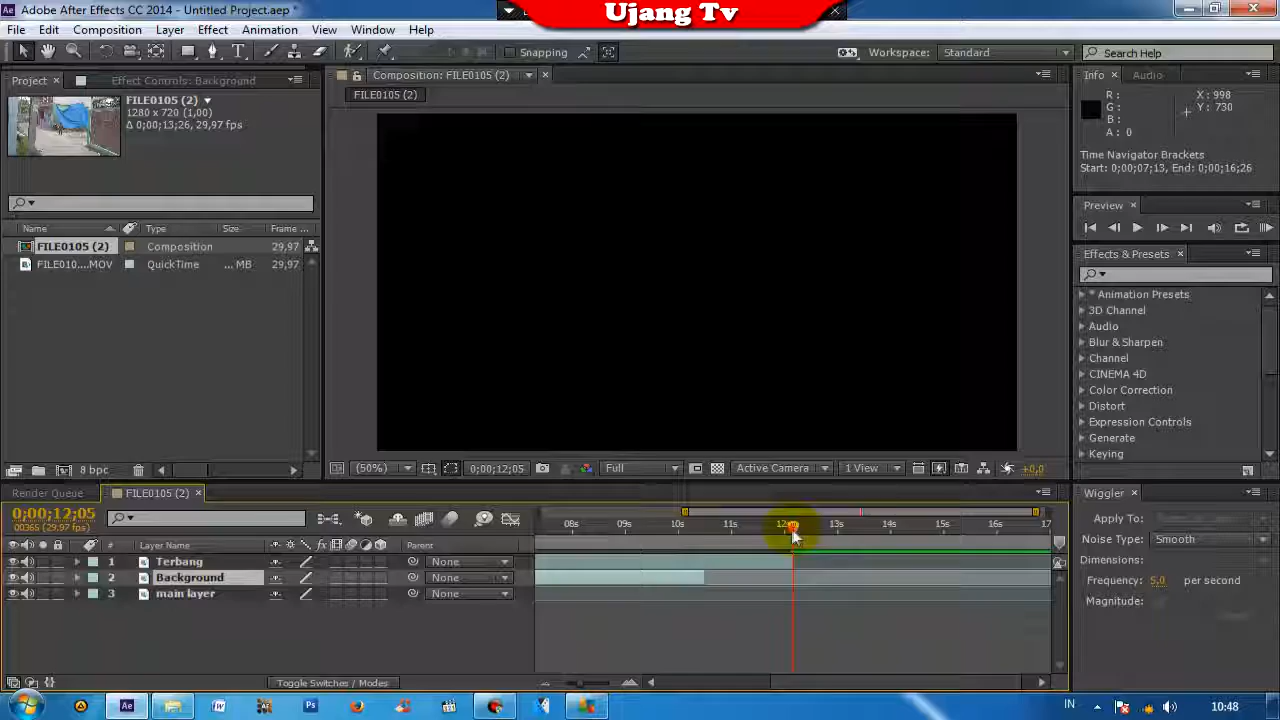 Adobe After Effects CC 2014 - Untitled Project.aep *
Ujang Tv
File Edit Composition Layer Effect Animation View Window Help
Snapping
Workspace: Standard
Search Help
Project
Effect Controls: Background
Composition: FILE0105 (2)
Info
Audio
FILE0105 (2)
1280 x 720 (1,00)
Δ 0;00;13;26, 29,97 fps
FILE0105 (2)
R :
G :
B :
A : 0
X : 998
Y : 730
Time Navigator Brackets
Start: 0;00;07;13, End: 0;00;16;26
Preview
Name Type Size Frame ...
FILE0105 (2) Composition 29,97
FILE010....MOV QuickTime ... MB 29,97
Effects & Presets
* Animation Presets
3D Channel
Audio
Blur & Sharpen
Channel
CINEMA 4D
Color Correction
Distort
Expression Controls
Generate
Keying
8 bpc
(50%) 0;00;12;05 Full Active Camera 1 View +0,0
Render Queue
FILE0105 (2)
0;00;12;05
00365 (29.97 fps)
08s 09s 10s 11s 12s 13s 14s 15s 16s 17
# Layer Name Parent
1 Terbang None
2 Background None
3 main layer None
Toggle Switches / Modes
Wiggler
Apply To:
Noise Type: Smooth
Dimensions:
Frequency: 5,0 per second
Magnitude:
IN 10:48